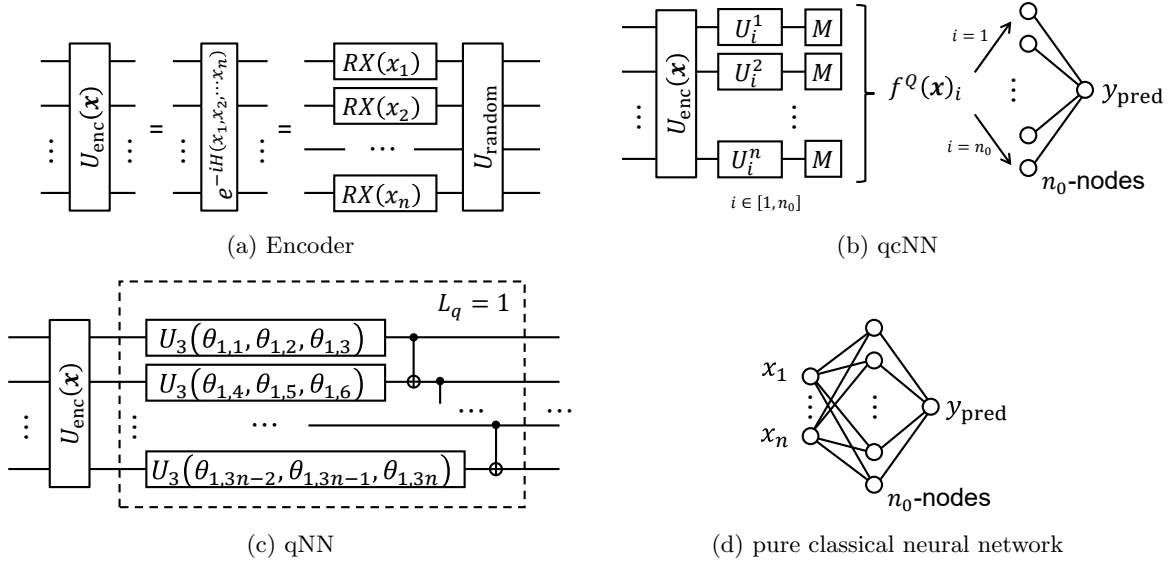 U_enc(x)
=
e^{-iH(x_1,x_2,⋯x_n)}
=
RX(x_1)
RX(x_2)
⋯
RX(x_n)
U_random
(a) Encoder
U_enc(x)
U_i^1 M
U_i^2 M
U_i^n M
i ∈ [1, n_0]
f^Q(x)_i
i = 1
i = n_0
y_pred
n_0-nodes
(b) qcNN
L_q = 1
U_enc(x)
U_3(θ_{1,1}, θ_{1,2}, θ_{1,3})
U_3(θ_{1,4}, θ_{1,5}, θ_{1,6})
⋯ ⋯ ⋯
U_3(θ_{1,3n−2}, θ_{1,3n−1}, θ_{1,3n})
(c) qNN
x_1
x_n
y_pred
n_0-nodes
(d) pure classical neural network